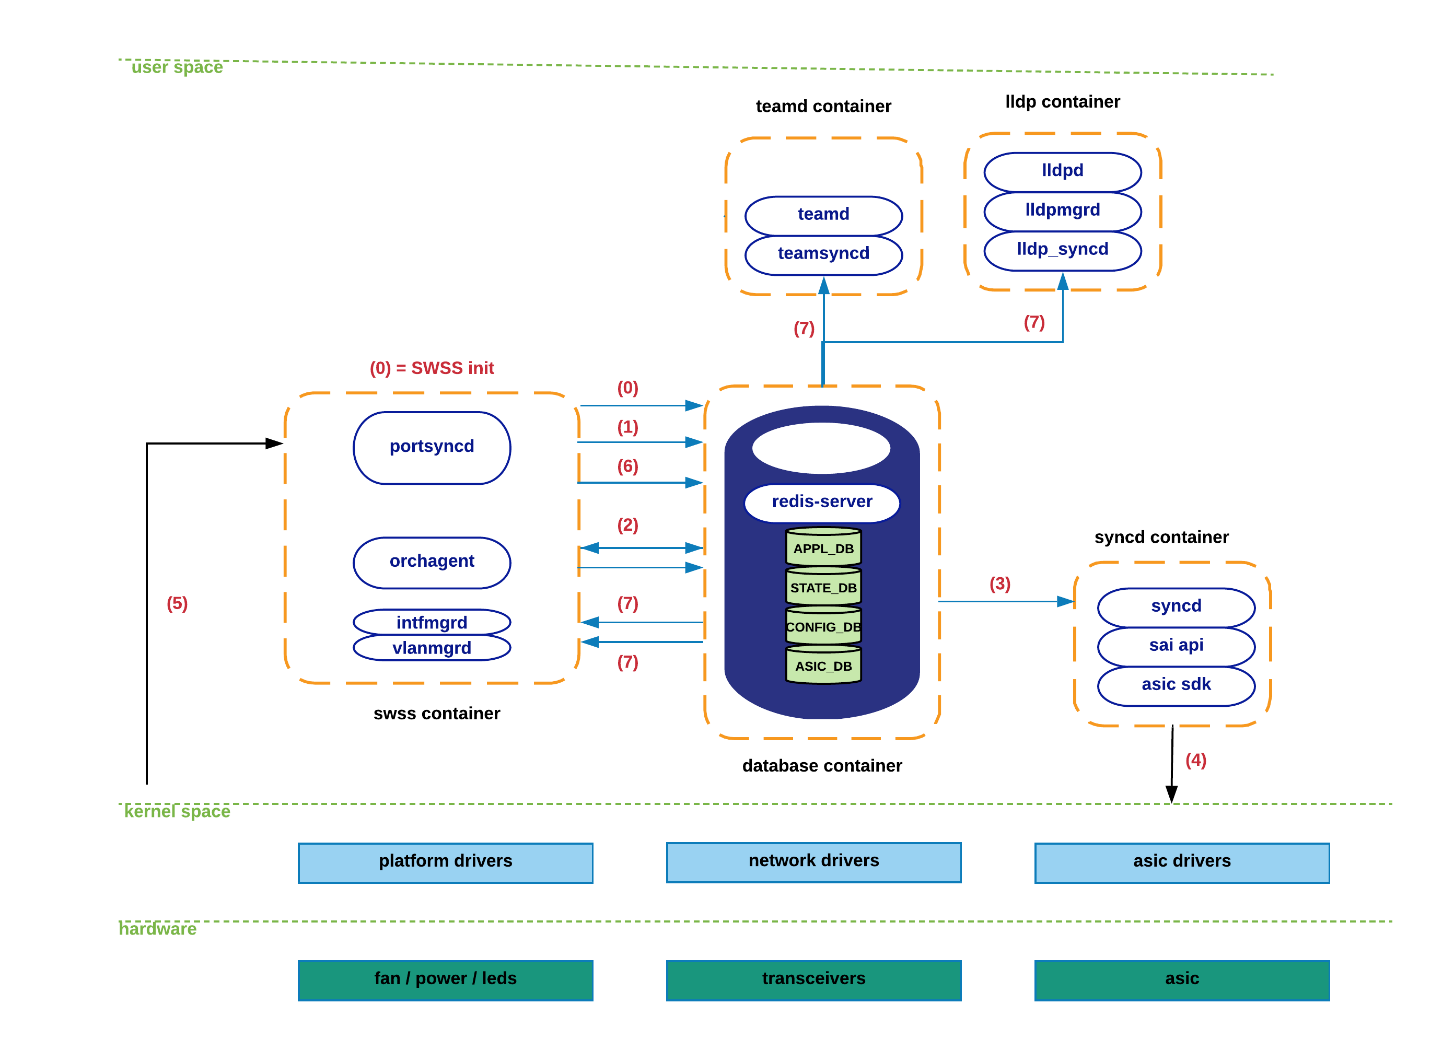 user space
teamd container
lldp container
teamd
teamsyncd
lldpd
lldpmgrd
lldp_syncd
(7)
(7)
(0) = SWSS init
portsyncd
orchagent
intfmgrd
vlanmgrd
swss container
(0)
(1)
(6)
(2)
(7)
(7)
redis-server
APPL_DB
STATE_DB
CONFIG_DB
ASIC_DB
database container
(3)
syncd container
syncd
sai api
asic sdk
(4)
(5)
kernel space
platform drivers
network drivers
asic drivers
hardware
fan / power / leds
transceivers
asic